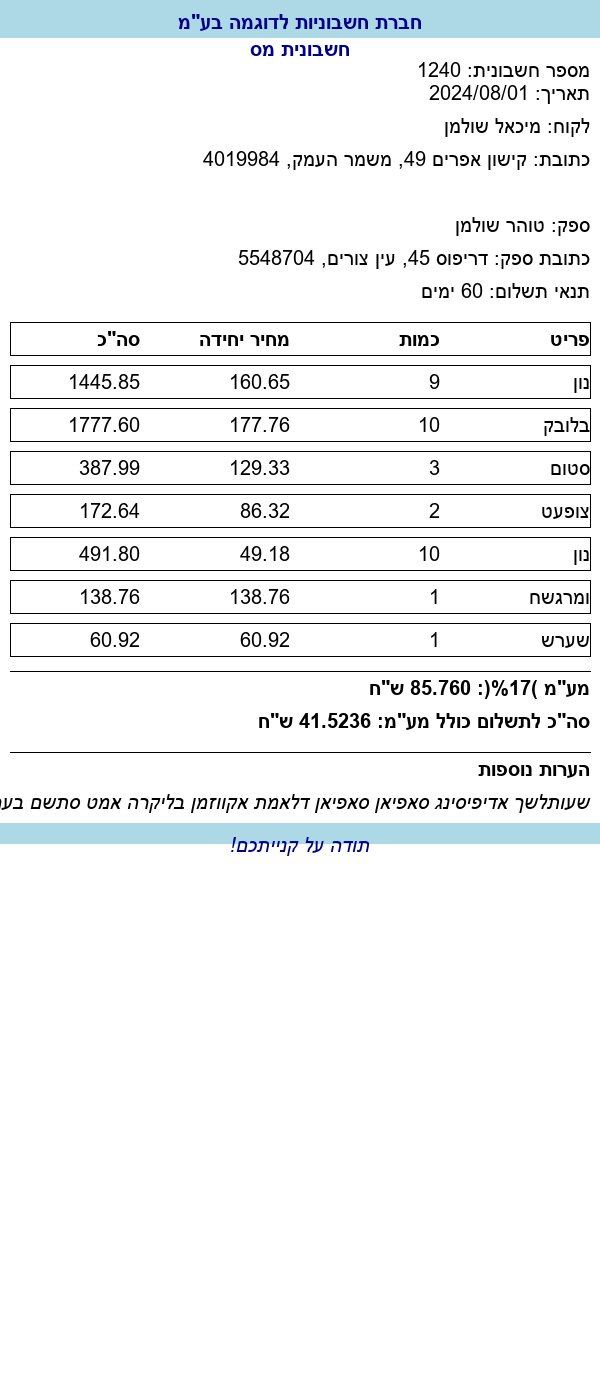 חברת חשבוניות לדוגמה בע"מ
חשבונית מס
מספר חשבונית: 1240
תאריך: 2024/08/01
לקוח: מיכאל שולמן
כתובת: קישון אפרים 49, משמר העמק, 4019984
ספק: טוהר שולמן
כתובת ספק: דריפוס 45, עין צורים, 5548704
תנאי תשלום: 60 ימים
פריט כמות מחיר יחידה סה"כ
נון 9 160.65 1445.85
בלובק 10 177.76 1777.60
סטום 3 129.33 387.99
צופעט 2 86.32 172.64
נון 10 49.18 491.80
ומרגשח 1 138.76 138.76
שערש 1 60.92 60.92
מע"מ )17%(: 85.760 ש"ח
סה"כ לתשלום כולל מע"מ: 41.5236 ש"ח
הערות נוספות
שעותלשך אדיפיסינג סאפיאן סאפיאן דלאמת אקווזמן בליקרה אמט סתשם
תודה על קנייתכם!